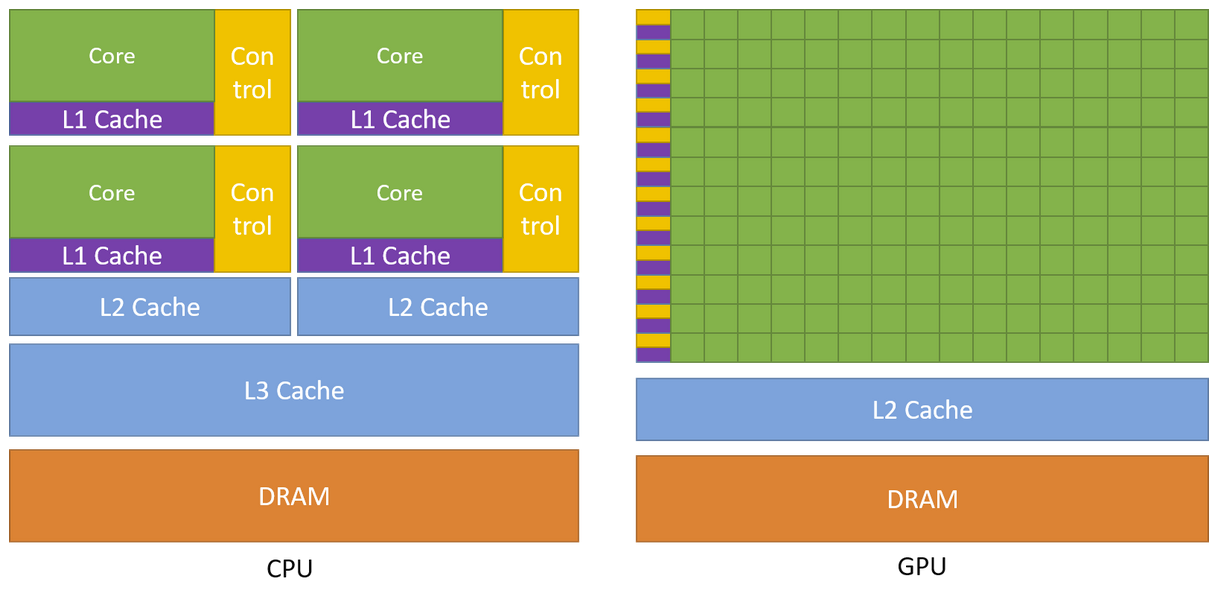 Core
Con
trol
L1 Cache
Core
Con
trol
L1 Cache
Core
Con
trol
L1 Cache
Core
Con
trol
L1 Cache
L2 Cache
L2 Cache
L3 Cache
DRAM
CPU
L2 Cache
DRAM
GPU